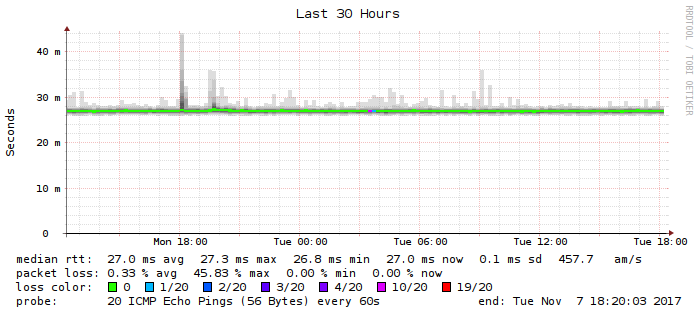 Last 30 Hours
RRDTOOL / TOBI OETIKER
Seconds
40 m
30 m
20 m
10 m
0
Mon 18:00 Tue 00:00 Tue 06:00 Tue 12:00 Tue 18:00
median rtt: 27.0 ms avg 27.3 ms max 26.8 ms min 27.0 ms now 0.1 ms sd 457.7 am/s
packet loss: 0.33 % avg 45.83 % max 0.00 % min 0.00 % now
loss color: 0 1/20 2/20 3/20 4/20 10/20 19/20
probe: 20 ICMP Echo Pings (56 Bytes) every 60s end: Tue Nov 7 18:20:03 2017